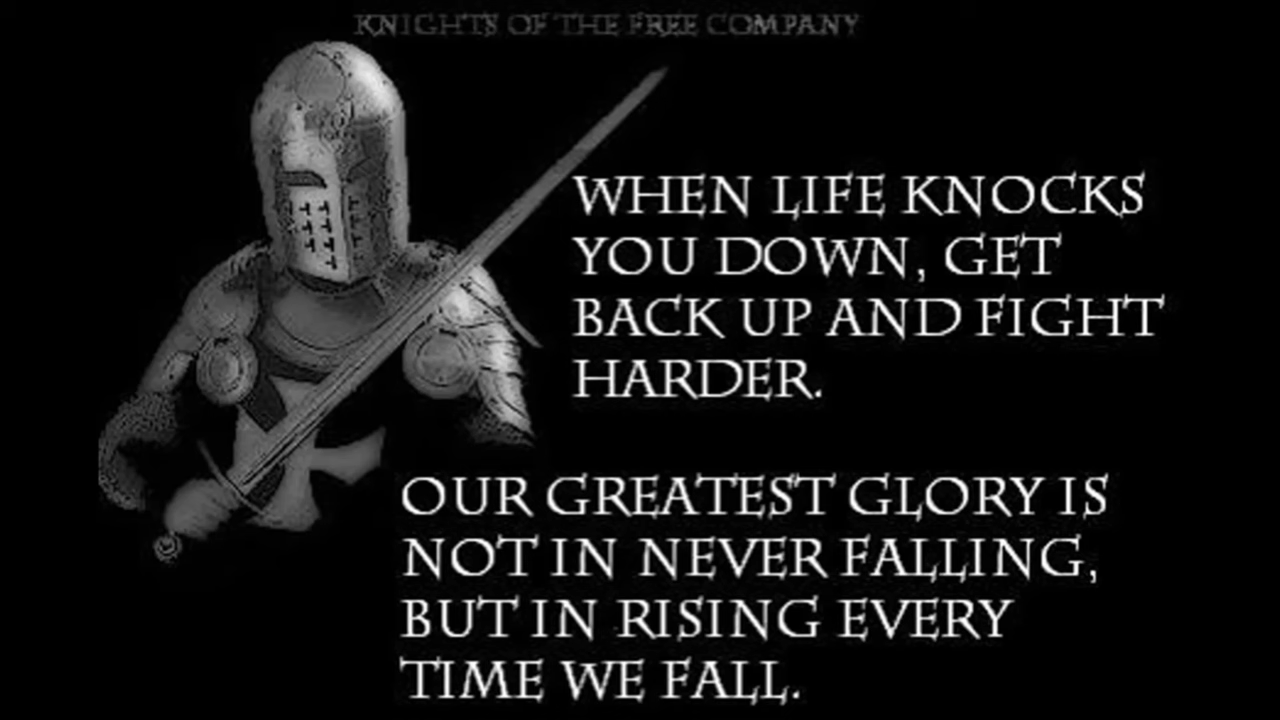 KNIGHTS OF THE FREE COMPANY
WHEN LIFE KNOCKS
YOU DOWN, GET
BACK UP AND FIGHT
HARDER.
OUR GREATEST GLORY IS
NOT IN NEVER FALLING,
BUT IN RISING EVERY
TIME WE FALL.